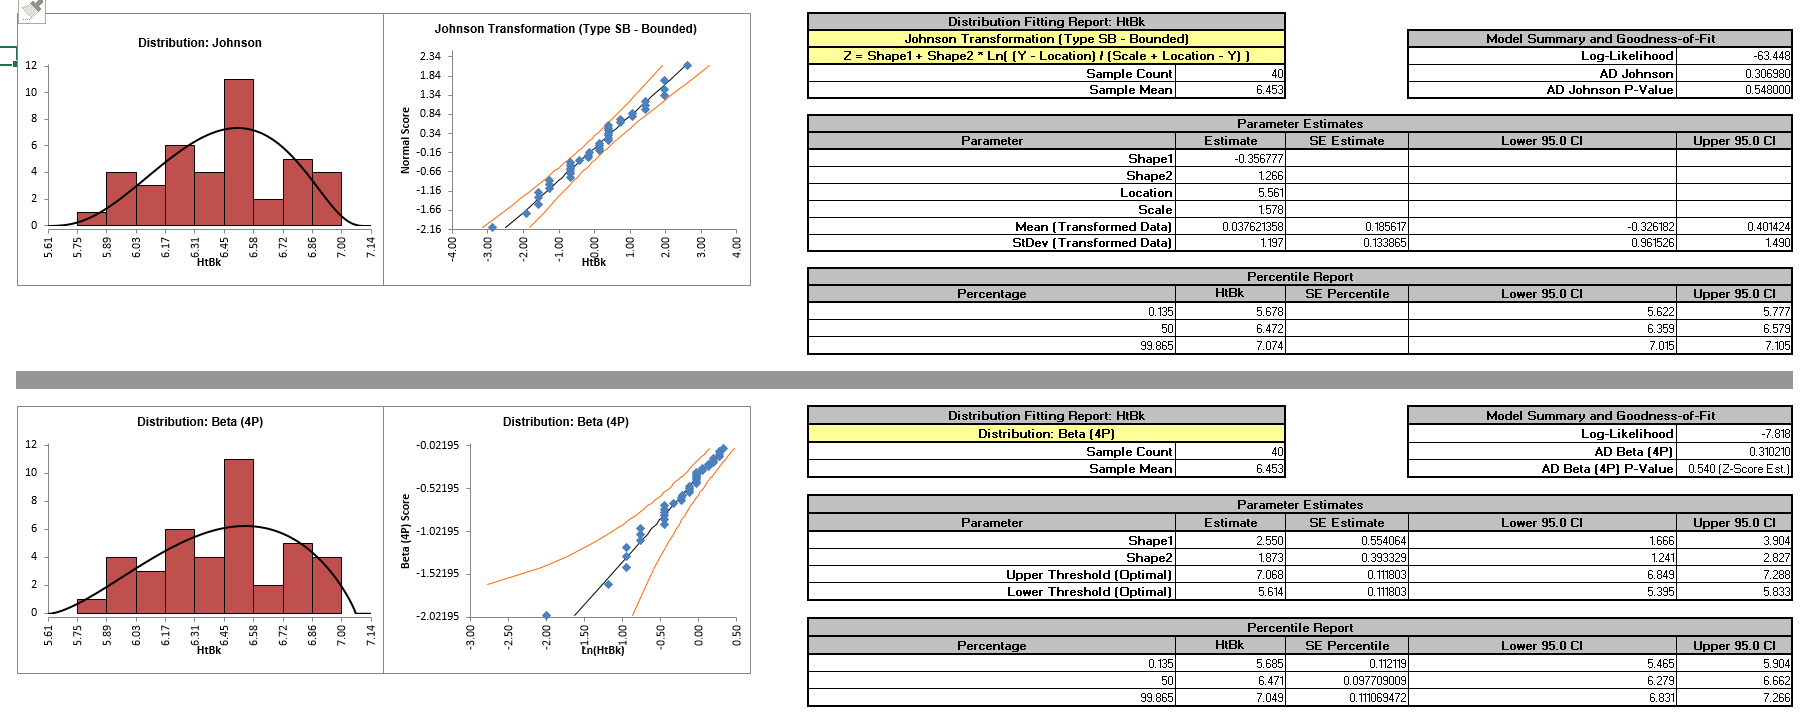 Distribution: Johnson
12
10
8
6
4
2
0
5.61 5.75 5.89 6.03 6.17 6.31 6.45 6.58 6.72 6.86 7.00 7.14
HtBk
Johnson Transformation (Type SB - Bounded)
Normal Score
2.34
1.84
1.34
0.84
0.34
-0.16
-0.66
-1.16
-1.66
-2.16
-4.00 -3.00 -2.00 -1.00 0.00 1.00 2.00 3.00 4.00
HtBk
Distribution Fitting Report: HtBk
Johnson Transformation (Type SB - Bounded)
Z = Shape1 + Shape2 * Ln( (Y - Location) / (Scale + Location - Y) )
Sample Count 40
Sample Mean 6.453
Model Summary and Goodness-of-Fit
Log-Likelihood -63.448
AD Johnson 0.306980
AD Johnson P-Value 0.548000
Parameter Estimates
Parameter Estimate SE Estimate Lower 95.0 CI Upper 95.0 CI
Shape1 -0.356777
Shape2 1.266
Location 5.561
Scale 1.578
Mean (Transformed Data) 0.037621358 0.185617 -0.326182 0.401424
StDev (Transformed Data) 1.197 0.133865 0.961526 1.490
Percentile Report
Percentage HtBk SE Percentile Lower 95.0 CI Upper 95.0 CI
0.135 5.678 5.622 5.777
50 6.472 6.359 6.579
99.865 7.074 7.015 7.105
Distribution: Beta (4P)
12
10
8
6
4
2
0
5.61 5.75 5.89 6.03 6.17 6.31 6.45 6.58 6.72 6.86 7.00 7.14
HtBk
Distribution: Beta (4P)
Beta (4P) Score
-0.02195
-0.52195
-1.02195
-1.52195
-2.02195
-3.00 -2.50 -2.00 -1.50 -1.00 -0.50 0.00 0.50
Ln(HtBk)
Distribution Fitting Report: HtBk
Distribution: Beta (4P)
Sample Count 40
Sample Mean 6.453
Model Summary and Goodness-of-Fit
Log-Likelihood -7.818
AD Beta (4P) 0.310210
AD Beta (4P) P-Value 0.540 (Z-Score Est.)
Parameter Estimates
Parameter Estimate SE Estimate Lower 95.0 CI Upper 95.0 CI
Shape1 2.550 0.554064 1.666 3.904
Shape2 1.873 0.393329 1.241 2.827
Upper Threshold (Optimal) 7.068 0.111803 6.849 7.288
Lower Threshold (Optimal) 5.614 0.111803 5.395 5.833
Percentile Report
Percentage HtBk SE Percentile Lower 95.0 CI Upper 95.0 CI
0.135 5.685 0.112119 5.465 5.904
50 6.471 0.097709009 6.279 6.662
99.865 7.049 0.111069472 6.831 7.266